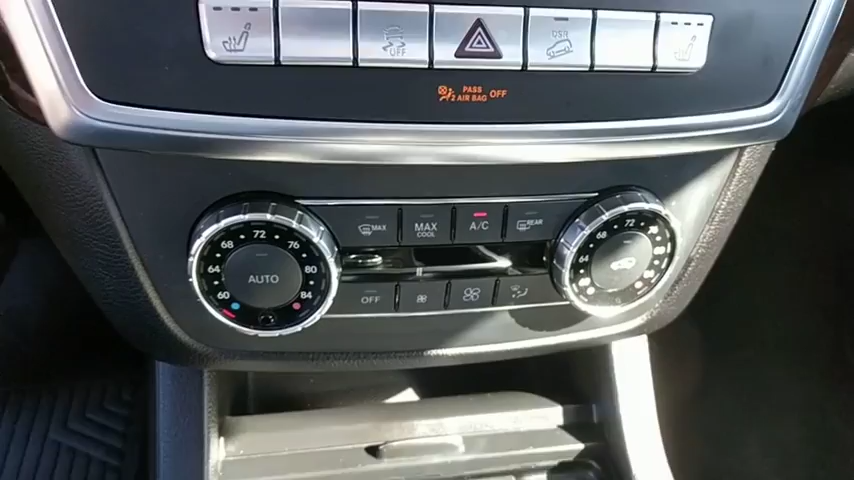 OFF
DSR
PASS
2 AIR BAG OFF
MAX
MAX
COOL
A/C
REAR
60 64 68 72 76 80 84
AUTO
64 68 72
OFF